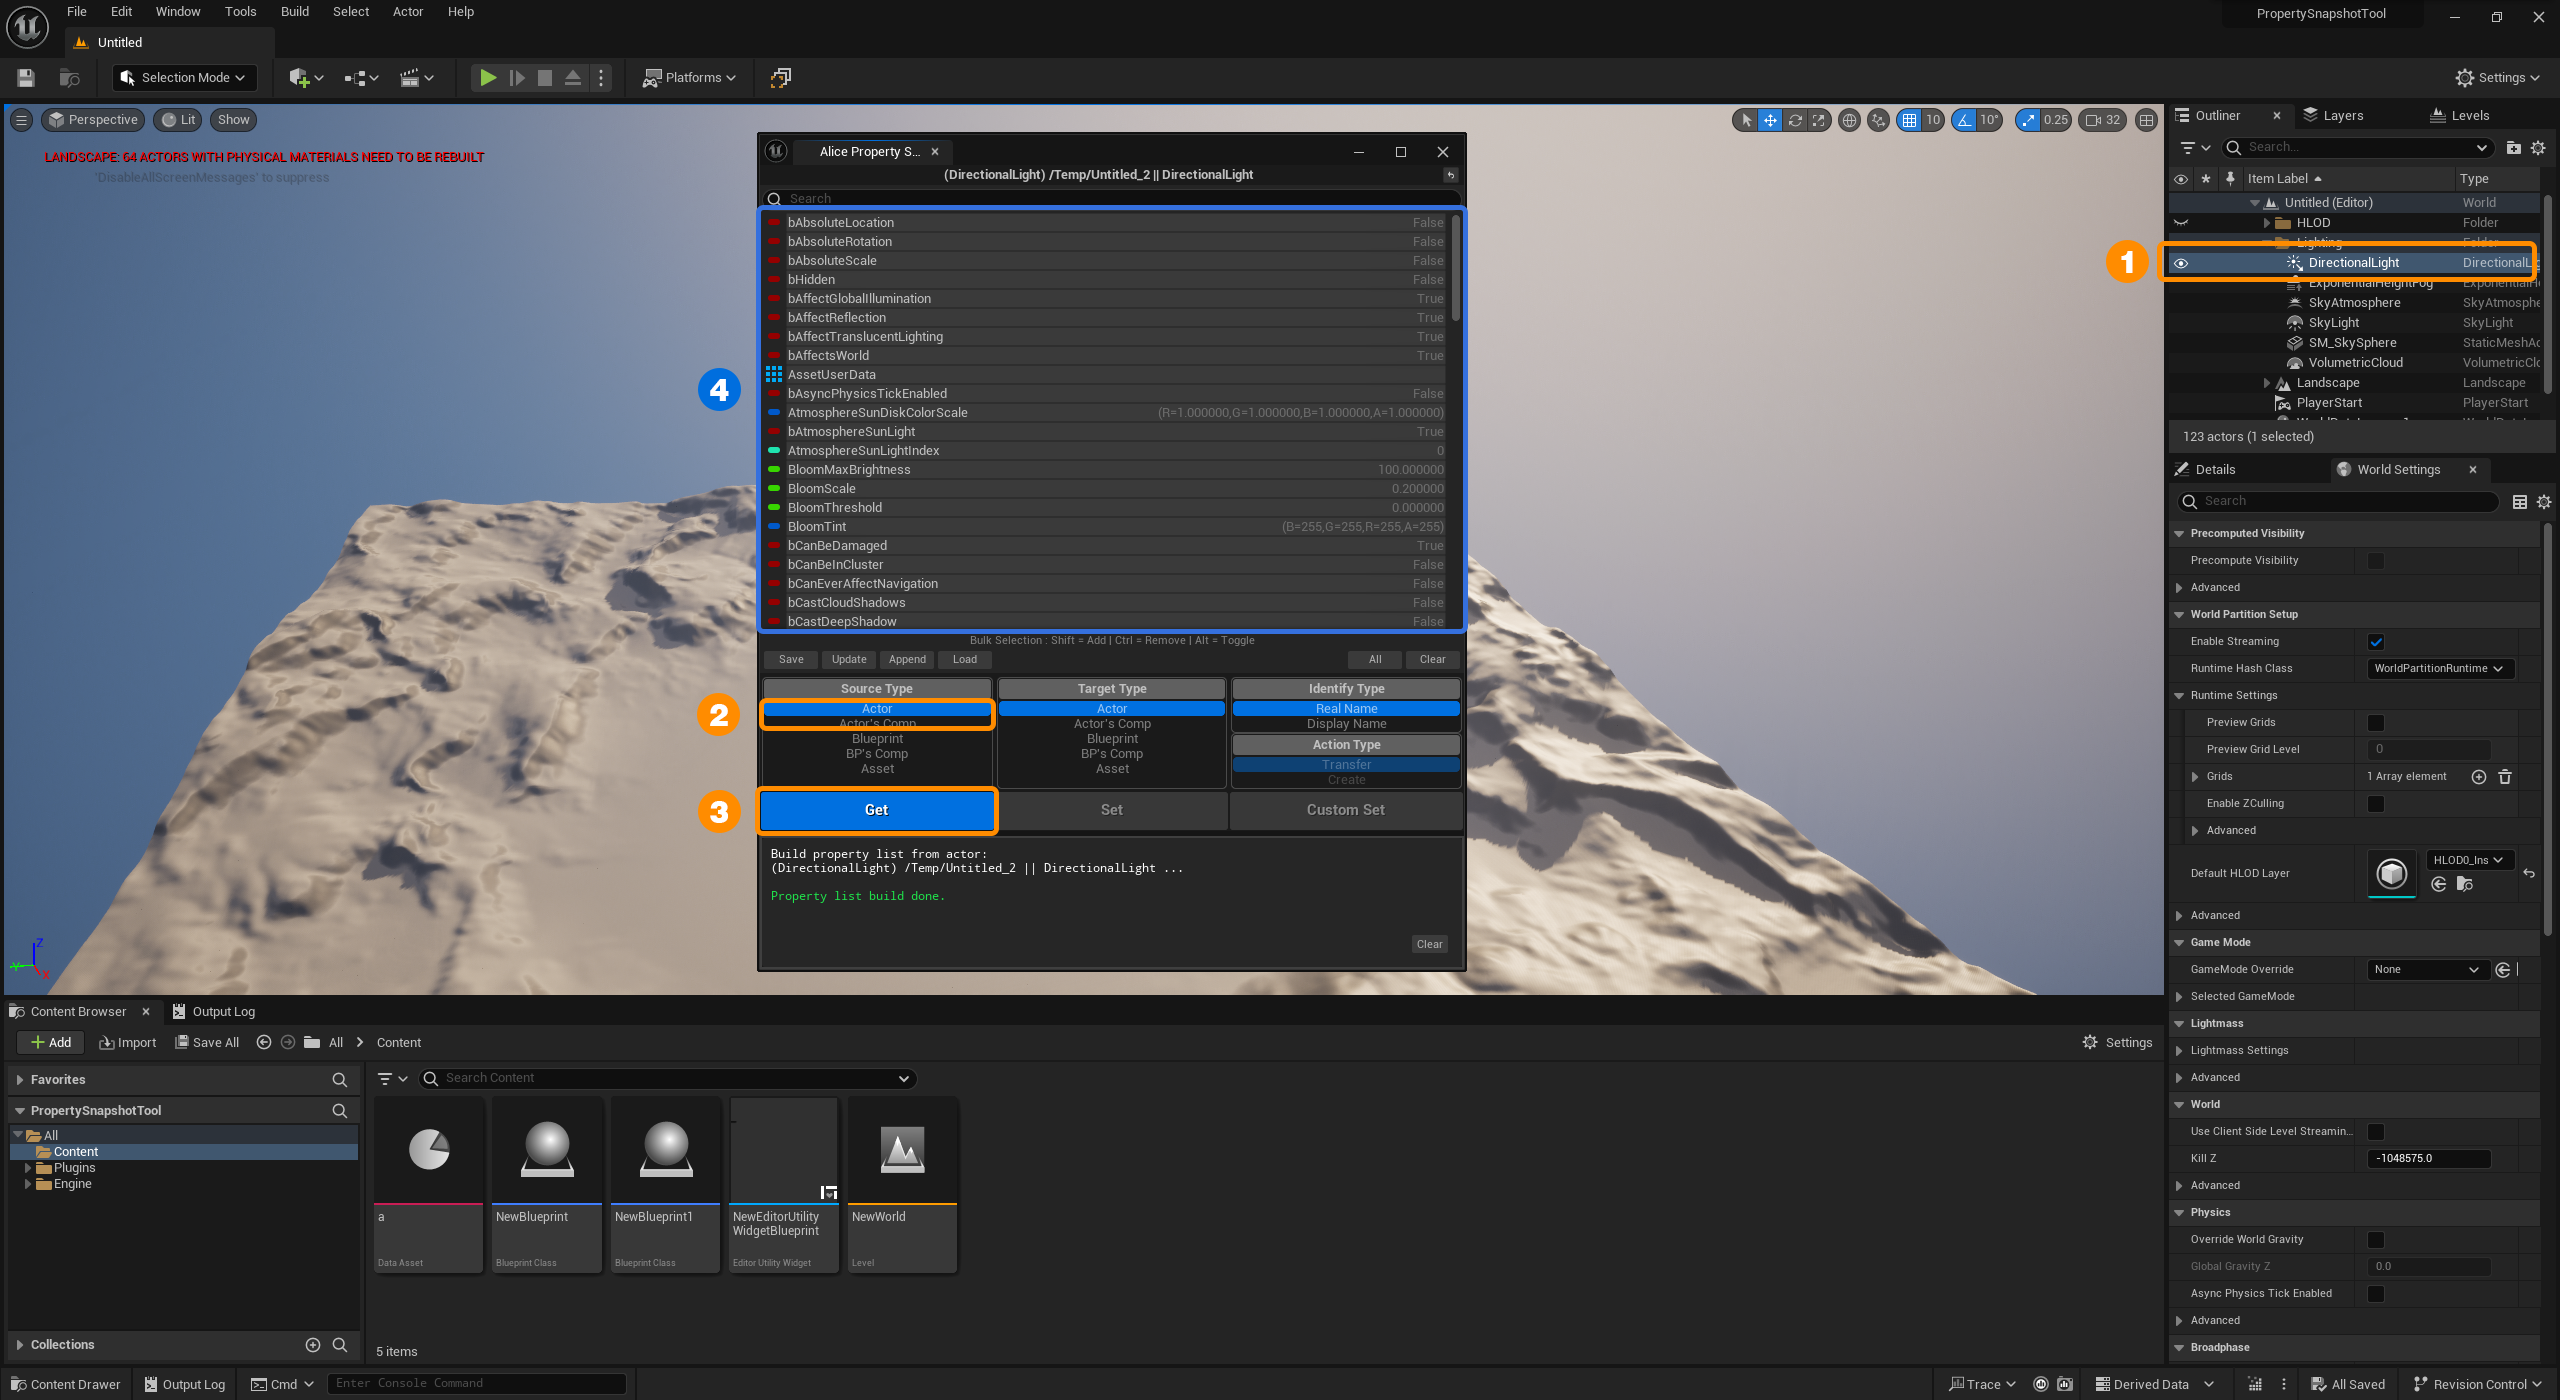 File Edit Window Tools Build Select Actor Help
PropertySnapshotTool
Untitled
Selection Mode
Platforms
Settings
Perspective Lit Show
10 10° 0.25 32
LANDSCAPE: 64 ACTORS WITH PHYSICAL MATERIALS NEED TO BE REBUILT
'DisableAllScreenMessages' to suppress
Alice Property S...
(DirectionalLight) /Temp/Untitled_2 || DirectionalLight
Search
bAbsoluteLocation False
bAbsoluteRotation False
bAbsoluteScale False
bHidden False
bAffectGlobalIllumination True
bAffectReflection True
bAffectTranslucentLighting True
bAffectsWorld True
AssetUserData
bAsyncPhysicsTickEnabled False
AtmosphereSunDiskColorScale (R=1.000000,G=1.000000,B=1.000000,A=1.000000)
bAtmosphereSunLight True
AtmosphereSunLightIndex 0
BloomMaxBrightness 100.000000
BloomScale 0.200000
BloomThreshold 0.000000
BloomTint (B=255,G=255,R=255,A=255)
bCanBeDamaged True
bCanBeInCluster False
bCanEverAffectNavigation False
bCastCloudShadows False
bCastDeepShadow False
4
Bulk Selection : Shift = Add | Ctrl = Remove | Alt = Toggle
Save Update Append Load All Clear
Source Type Target Type Identify Type
2
Actor Actor Real Name
Actor's Comp Actor's Comp Display Name
Blueprint Blueprint Action Type
BP's Comp BP's Comp Transfer
Asset Asset Create
3
Get Set Custom Set
Build property list from actor:
(DirectionalLight) /Temp/Untitled_2 || DirectionalLight ...
Property list build done.
Clear
Z
Y
X
Outliner Layers Levels
Search...
Item Label Type
Untitled (Editor) World
HLOD Folder
Lighting Folder
1
DirectionalLight DirectionalLi
ExponentialHeightFog ExponentialH
SkyAtmosphere SkyAtmosphe
SkyLight SkyLight
SM_SkySphere StaticMeshAc
VolumetricCloud VolumetricClo
Landscape Landscape
PlayerStart PlayerStart
123 actors (1 selected)
Details World Settings
Search
Precomputed Visibility
Precompute Visibility
Advanced
World Partition Setup
Enable Streaming
Runtime Hash Class WorldPartitionRuntime
Runtime Settings
Preview Grids
Preview Grid Level 0
Grids 1 Array element
Enable ZCulling
Advanced
Default HLOD Layer HLOD0_Ins
Advanced
Game Mode
GameMode Override None
Selected GameMode
Lightmass
Lightmass Settings
Advanced
World
Use Client Side Level Streamin...
Kill Z -1048575.0
Advanced
Physics
Override World Gravity
Global Gravity Z 0.0
Async Physics Tick Enabled
Advanced
Broadphase
Content Browser Output Log
Add Import Save All All Content
Settings
Favorites
PropertySnapshotTool
All
Content
Plugins
Engine
Collections
Search Content
a NewBlueprint NewBlueprint1 NewEditorUtility NewWorld
WidgetBlueprint
Data Asset Blueprint Class Blueprint Class Editor Utility Widget Level
5 items
Content Drawer Output Log Cmd Enter Console Command
Trace Derived Data All Saved Revision Control